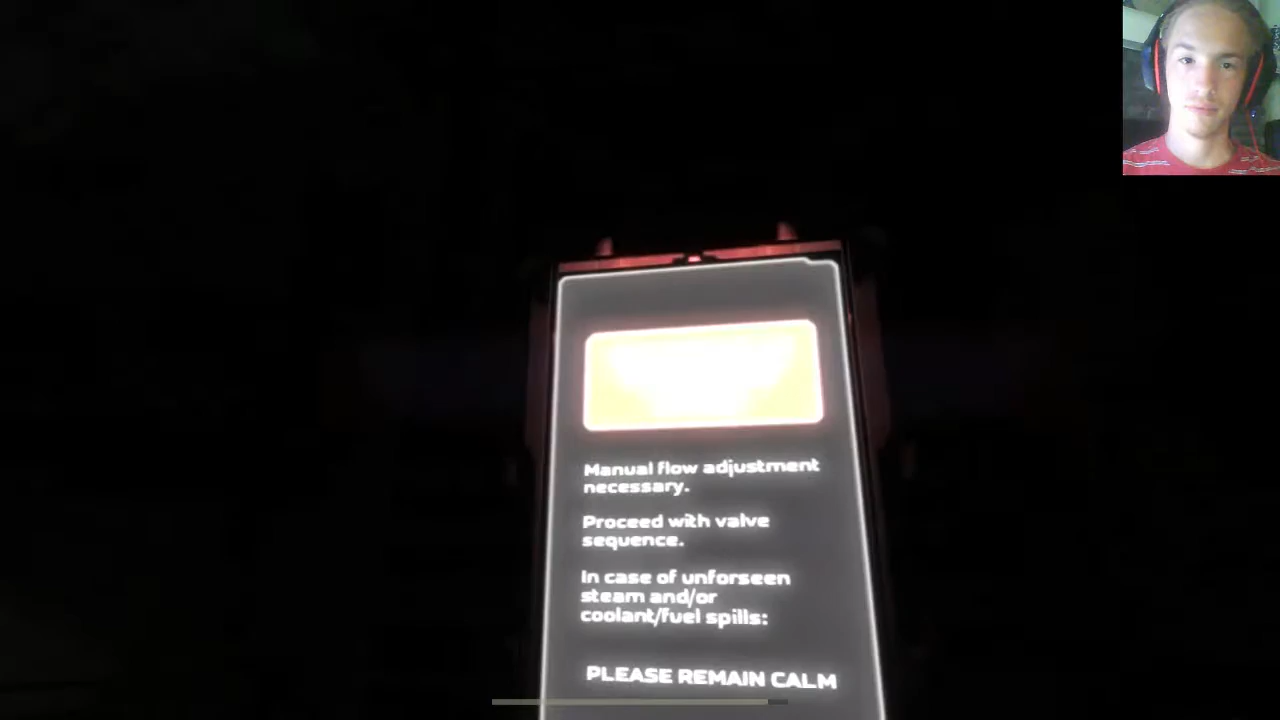 Manual flow adjustment
necessary.
Proceed with valve
sequence.
In case of unforseen
steam and/or
coolant/fuel spills:
PLEASE REMAIN CALM